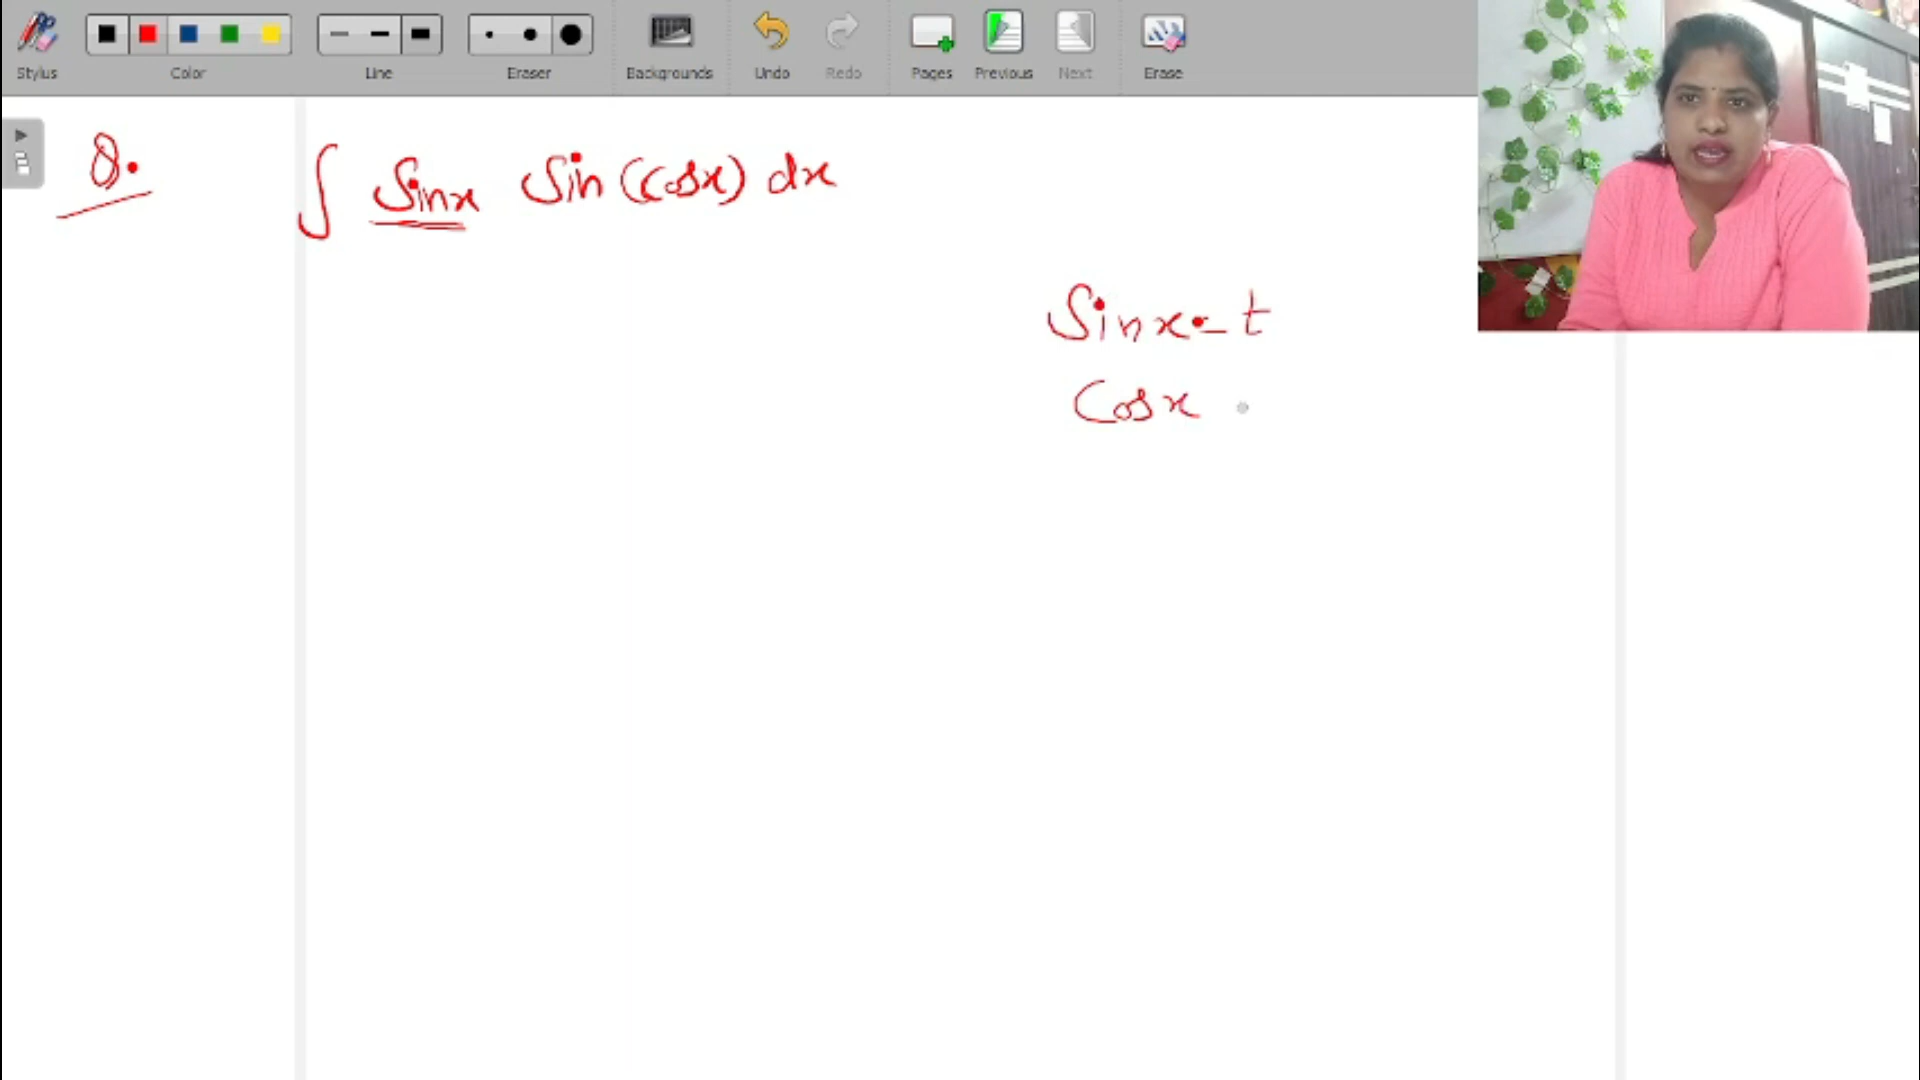 Stylus Color Line Eraser Backgrounds Undo Redo Pages Previous Next Erase
Q. ∫ Sinx Sin (Cosx) dx
Sinx = t
Cosx